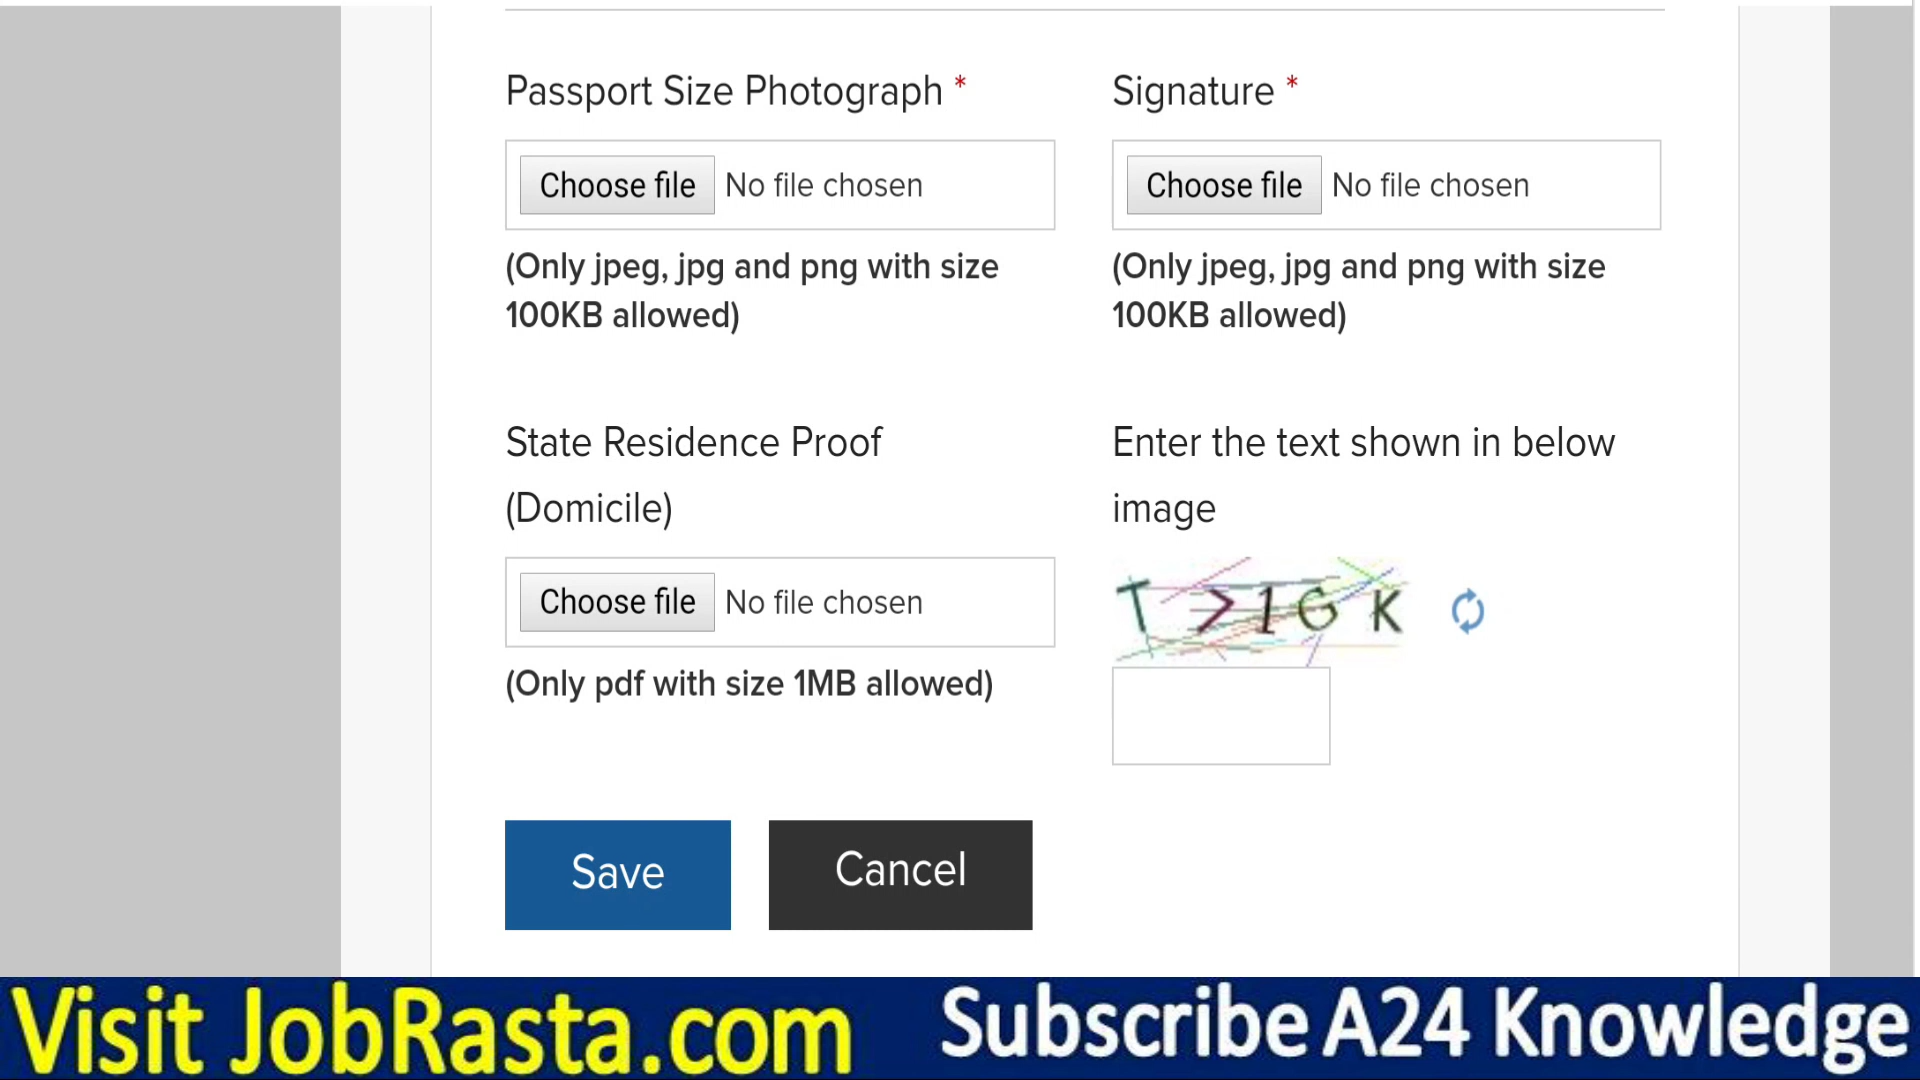 Passport Size Photograph *
Choose file No file chosen
(Only jpeg, jpg and png with size
100KB allowed)
Signature *
Choose file No file chosen
(Only jpeg, jpg and png with size
100KB allowed)
State Residence Proof
(Domicile)
Choose file No file chosen
(Only pdf with size 1MB allowed)
Enter the text shown in below
image
Save
Cancel
Visit JobRasta.com
Subscribe A24 Knowledge